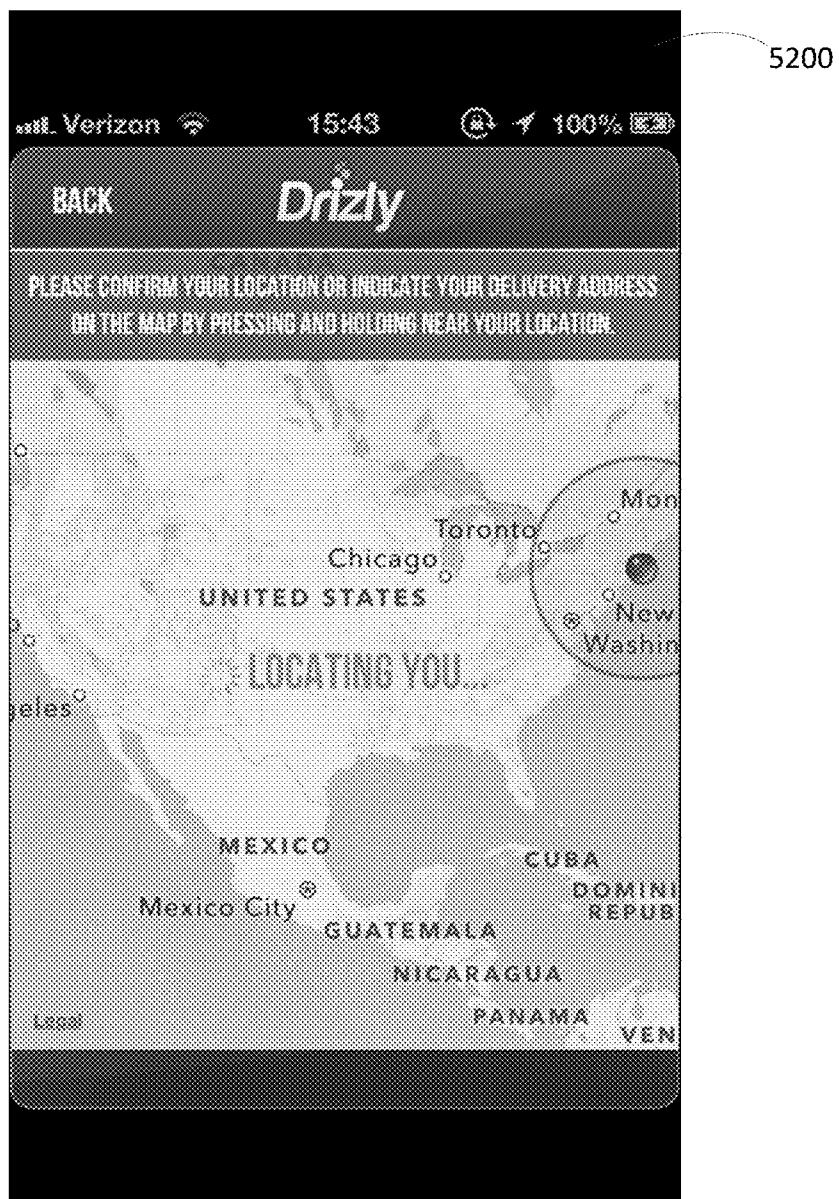 5200
Verizon 15:43 100%
BACK Drizly
PLEASE CONFIRM YOUR LOCATION OR INDICATE YOUR DELIVERY ADDRESS
ON THE MAP BY PRESSING AND HOLDING NEAR YOUR LOCATION.
Mon
Toronto
Chicago
UNITED STATES
New
Washin
LOCATING YOU...
geles
MEXICO
CUBA
Mexico City
DOMINI
REPUB
GUATEMALA
NICARAGUA
PANAMA
Legal
VEN